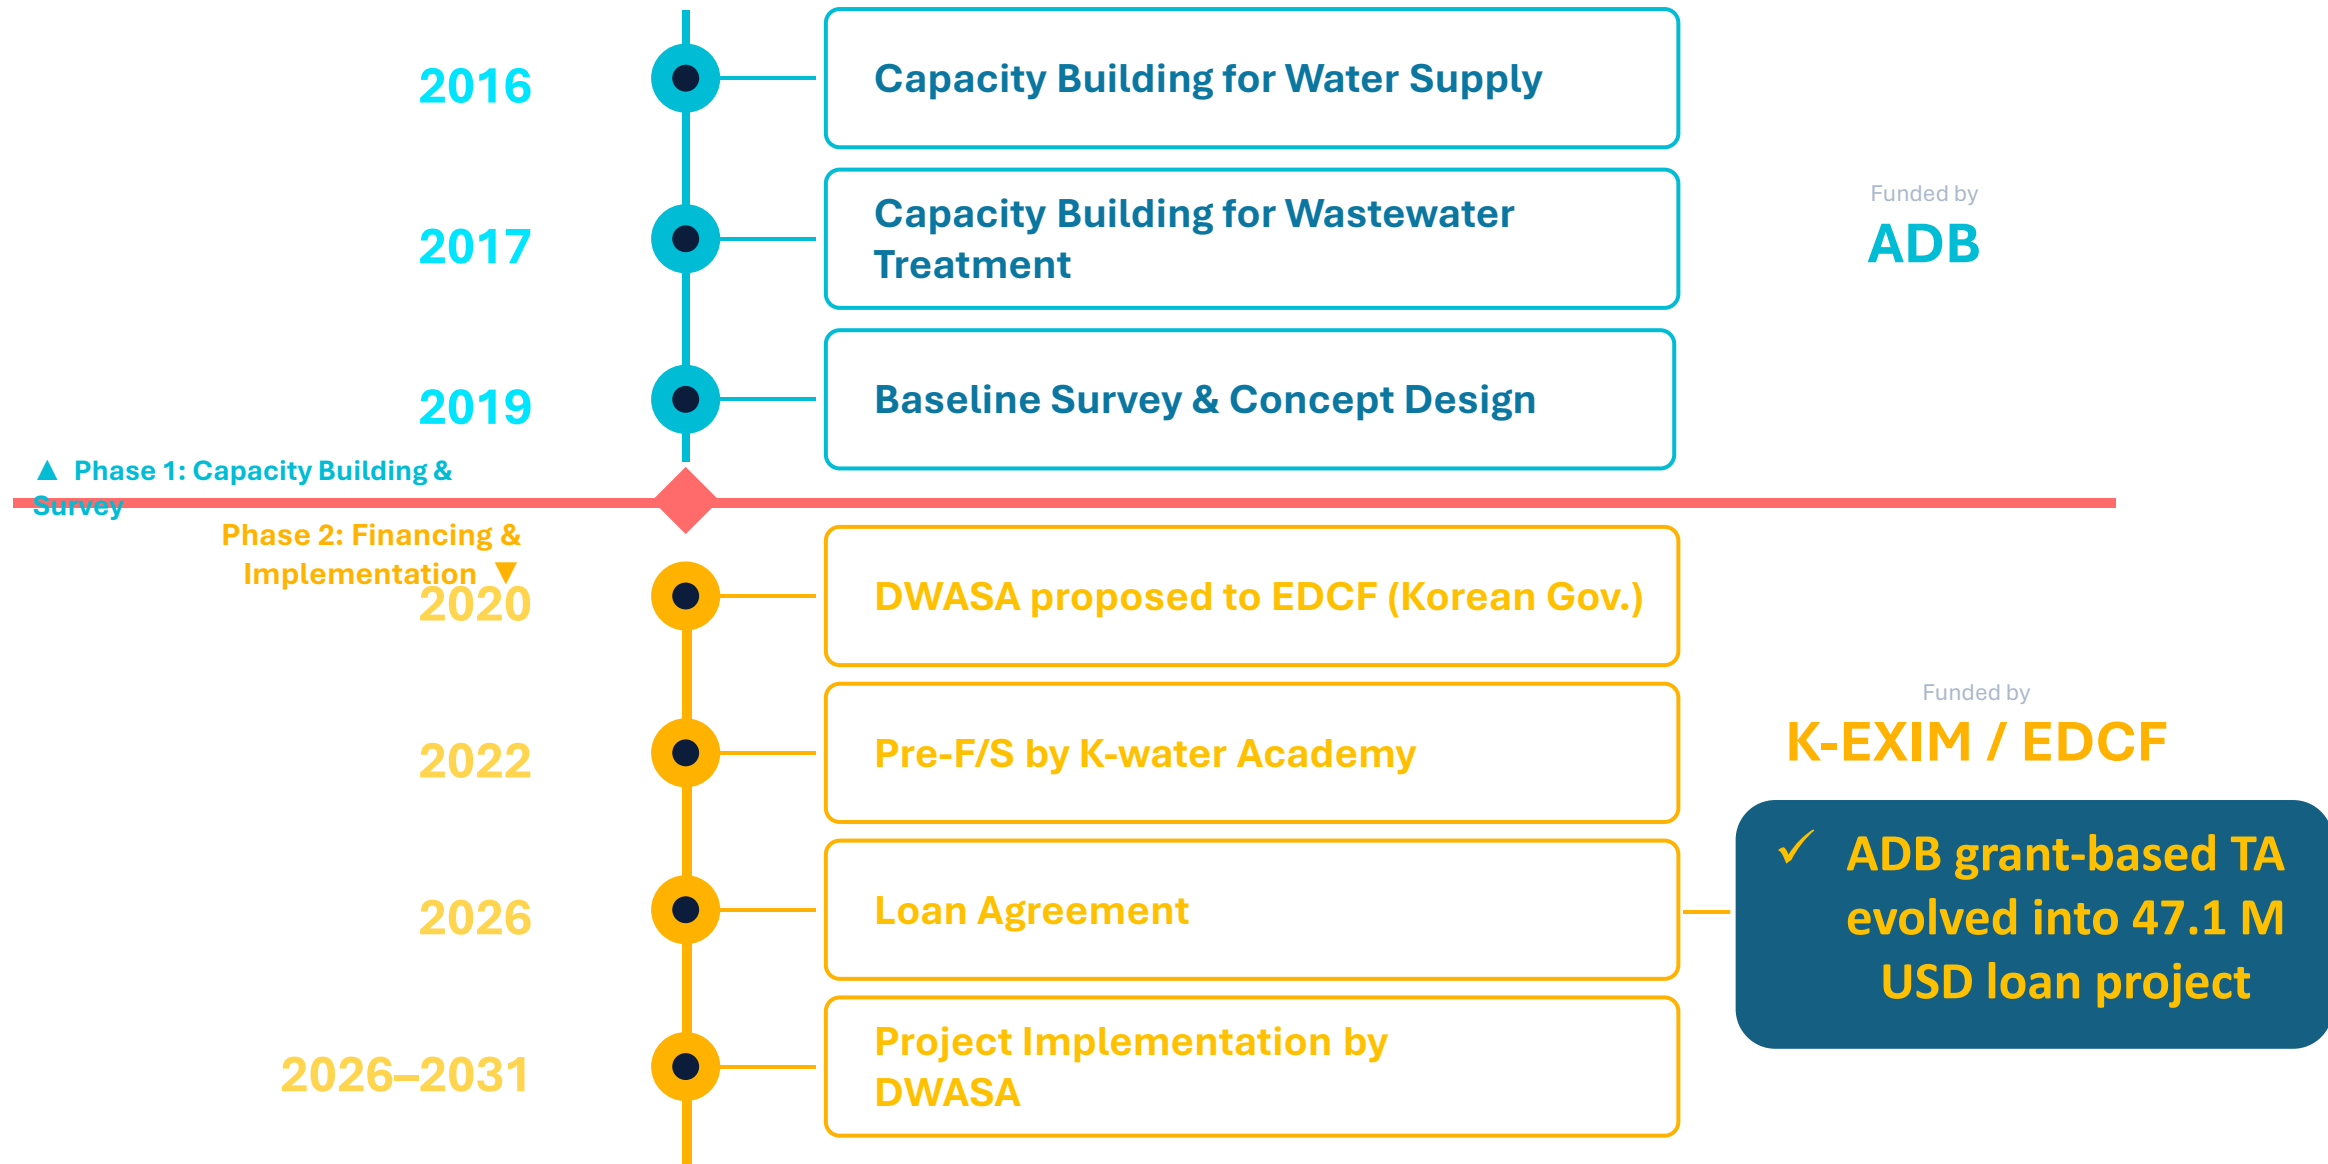 2016
Capacity Building for Water Supply
2017
Capacity Building for Wastewater
Treatment
Funded by
ADB
2019
Baseline Survey & Concept Design
▲ Phase 1: Capacity Building &
Survey
Phase 2: Financing &
Implementation ▼
2020
DWASA proposed to EDCF (Korean Gov.)
2022
Pre-F/S by K-water Academy
Funded by
K-EXIM / EDCF
2026
Loan Agreement
✓ ADB grant-based TA
evolved into 47.1 M
USD loan project
2026–2031
Project Implementation by
DWASA